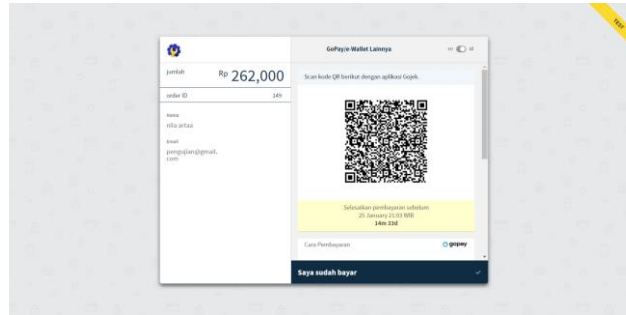 TEST
GoPay/e-Wallet Lainnya
jumlah
Rp 262,000
order ID
149
Name
nila artaa
Email
pengujian@gmail.
com
Scan kode QR berikut dengan aplikasi Gojek.
Selesaikan pembayaran sebelum
25 January 21:03 WIB
14m 33d
Cara Pembayaran
gopay
Saya sudah bayar